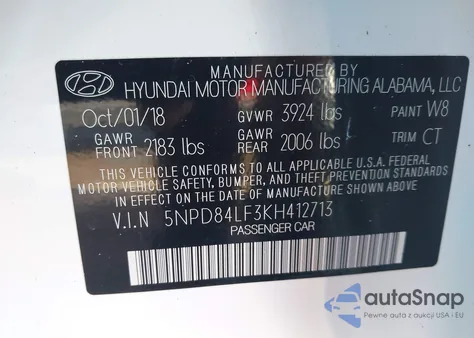 MANUFACTURED BY
HYUNDAI MOTOR MANUFACTURING ALABAMA, LLC
Oct/01/18 GVWR 3924 lbs PAINT W8
GAWR FRONT 2183 lbs GAWR REAR 2006 lbs TRIM CT
THIS VEHICLE CONFORMS TO ALL APPLICABLE U.S.A. FEDERAL
MOTOR VEHICLE SAFETY, BUMPER, AND THEFT PREVENTION
STANDARDS IN EFFECT ON THE DATE OF MANUFACTURE SHOWN ABOVE.
V.I.N 5NPD84LF3KH412713
PASSENGER CAR
autoSnap
Pewne auta z aukcji USA i EU